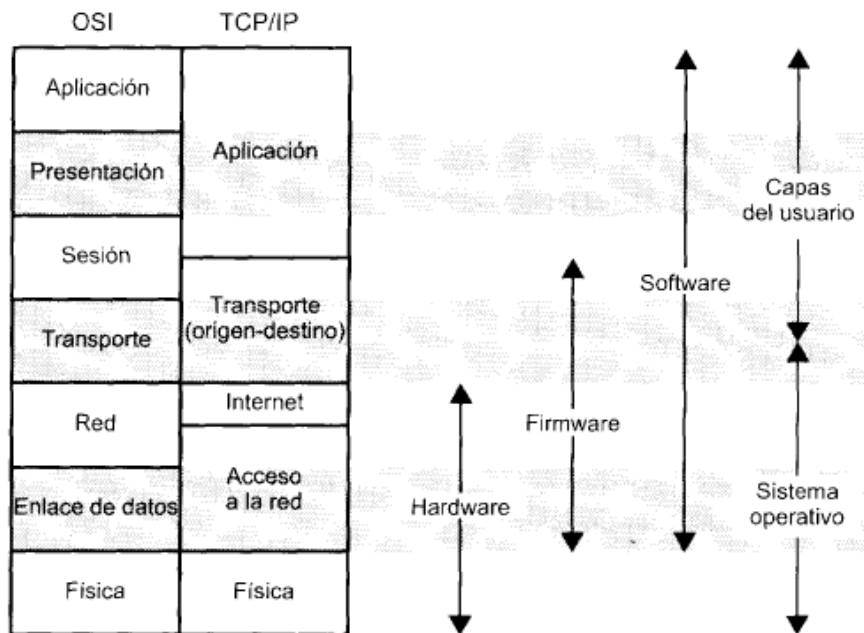 OSI
TCP/IP
Aplicación
Presentación
Sesión
Transporte
Red
Enlace de datos
Física
Aplicación
Transporte
(origen-destino)
Internet
Acceso
a la red
Física
Hardware
Firmware
Software
Capas
del usuario
Sistema
operativo